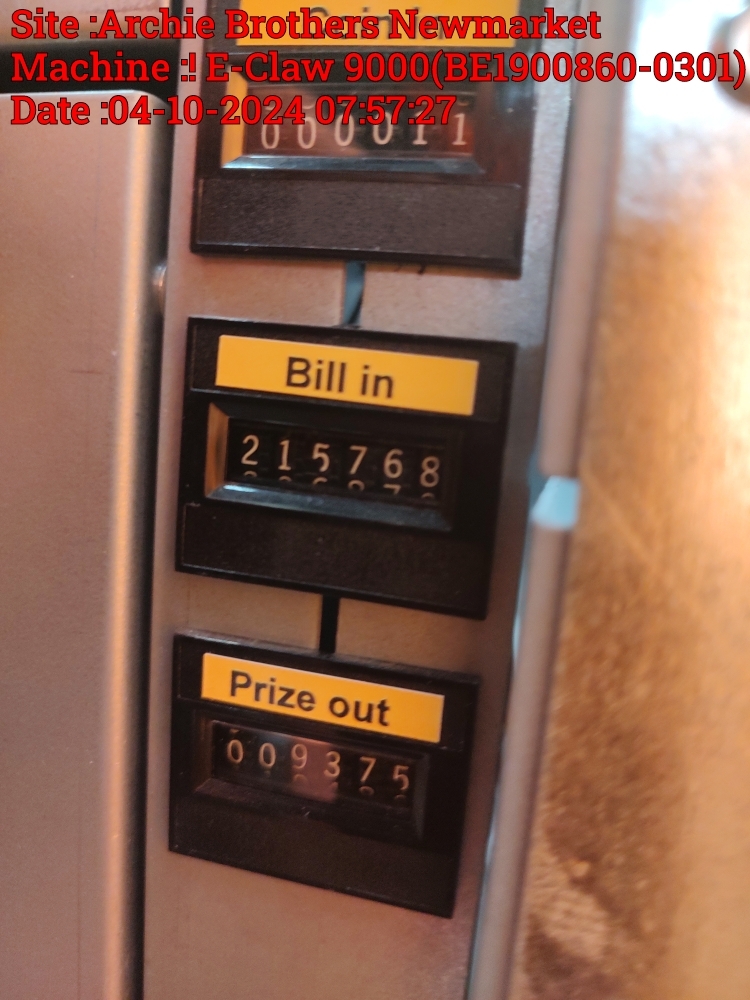 Site :Archie Brothers Newmarket
Machine :! E-Claw 9000(BE1900860-0301)
Date :04-10-2024 07:57:27
000011
Bill in
215768
Prize out
009375